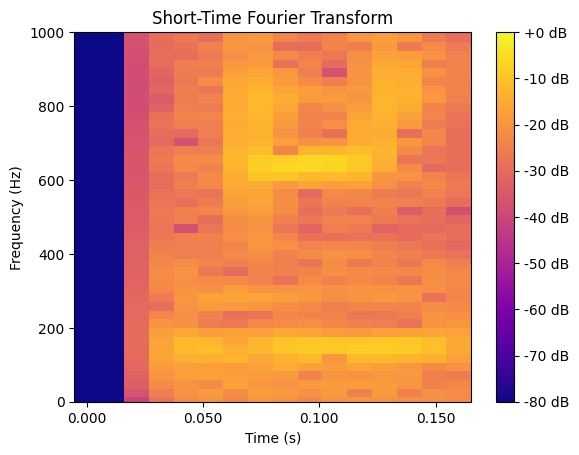 Short-Time Fourier Transform
1000
800
600
400
200
0
Frequency (Hz)
0.000
0.050
0.100
0.150
Time (s)
+0 dB
-10 dB
-20 dB
-30 dB
-40 dB
-50 dB
-60 dB
-70 dB
-80 dB